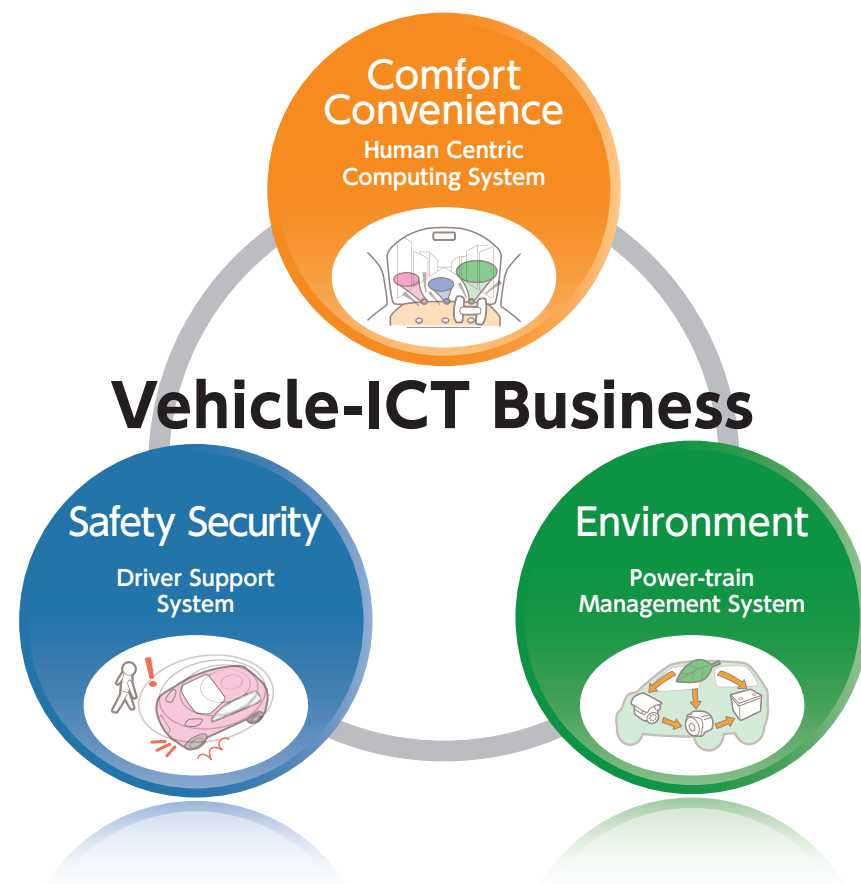 Comfort
Convenience
Human Centric
Computing System
Vehicle-ICT Business
Safety Security
Driver Support
System
Environment
Power-train
Management System